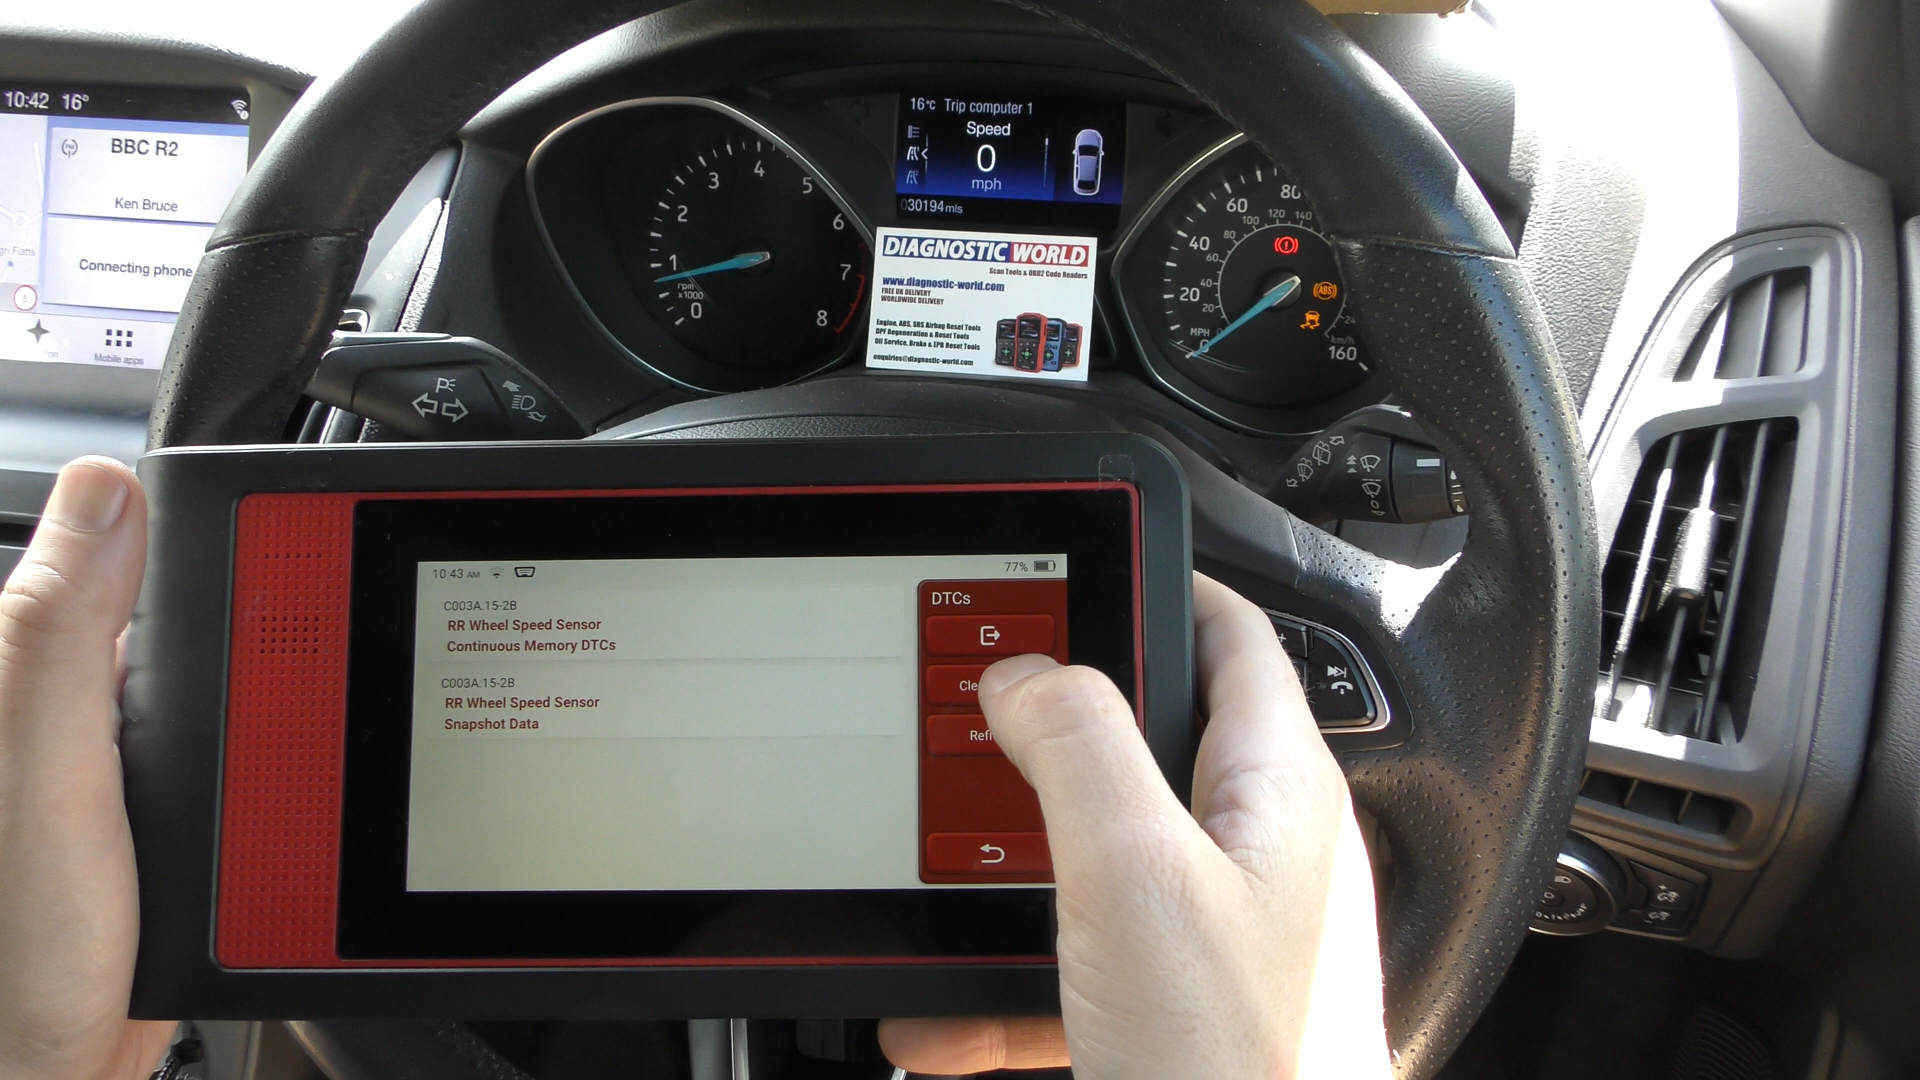 10:42 16°
BBC R2
Ken Bruce
Connecting phone
5
Mobile apps
16°C Trip computer 1
Speed
0
mph
030194mls
1 2 3 4 5 6 7 8
rpm
x1000
0
DIAGNOSTIC WORLD
Scan Tools & OBD2 Code Readers
www.diagnostic-world.com
FREE UK DELIVERY
WORLDWIDE DELIVERY
Engine, ABS, SRS Airbag Reset Tools
DPF Regeneration & Reset Tools
Oil Service, Brake & EPB Reset Tools
enquiries@diagnostic-world.com
0 20 40 60 80 160
20 40 60 80 100 120 140
MPH
km/h
ABS
10:43 AM
77%
C003A.15-2B
RR Wheel Speed Sensor
Continuous Memory DTCs
C003A.15-2B
RR Wheel Speed Sensor
Snapshot Data
DTCs